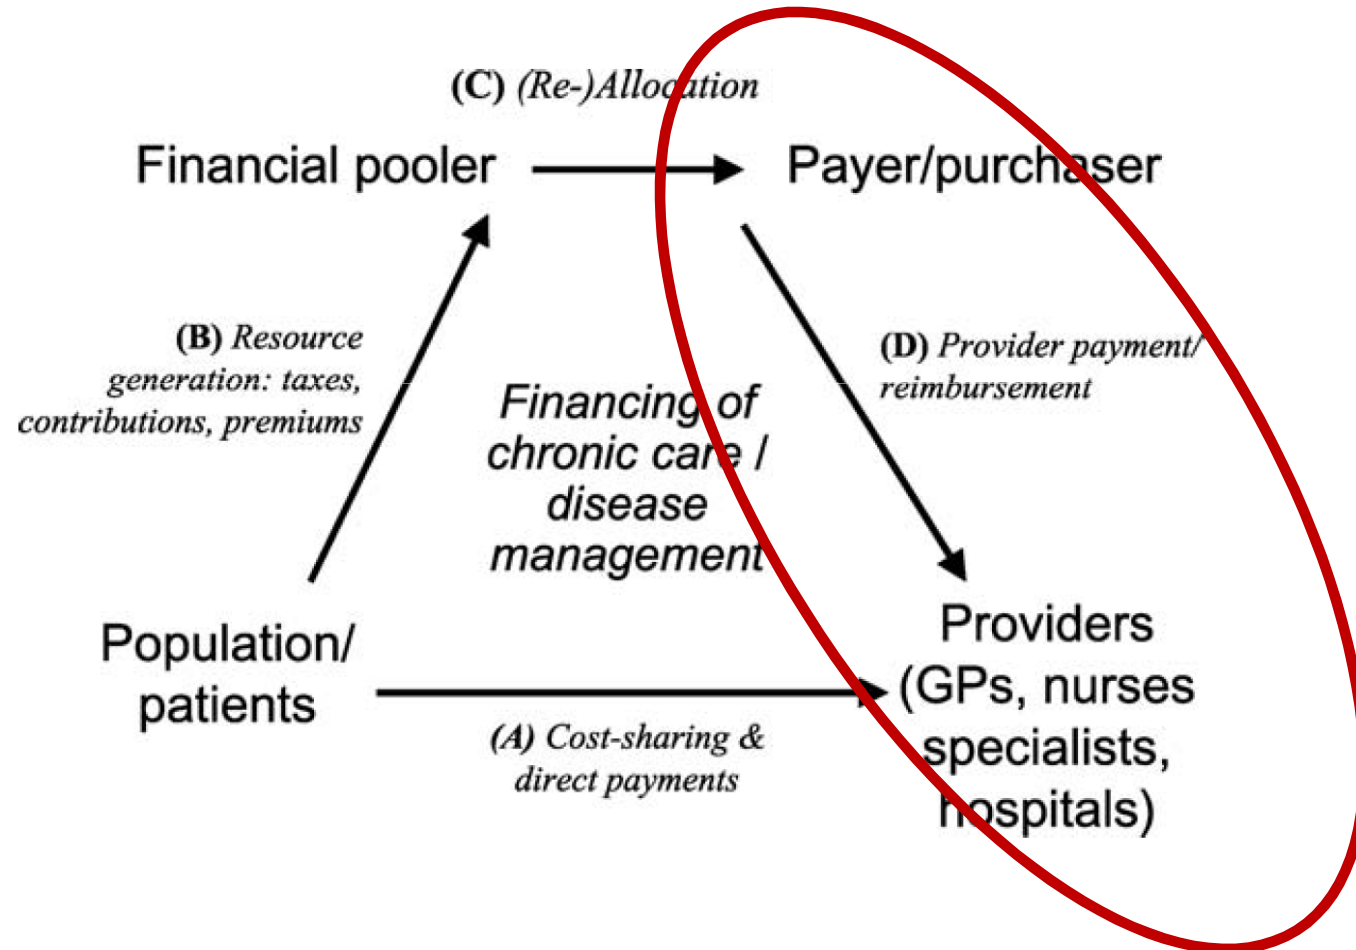 (C) (Re-)Allocation
Financial pooler
Payer/purchaser
(B) Resource
generation: taxes,
contributions, premiums
(D) Provider payment/
reimbursement
Financing of
chronic care /
disease
management
Population/
patients
(A) Cost-sharing &
direct payments
Providers
(GPs, nurses
specialists,
hospitals)